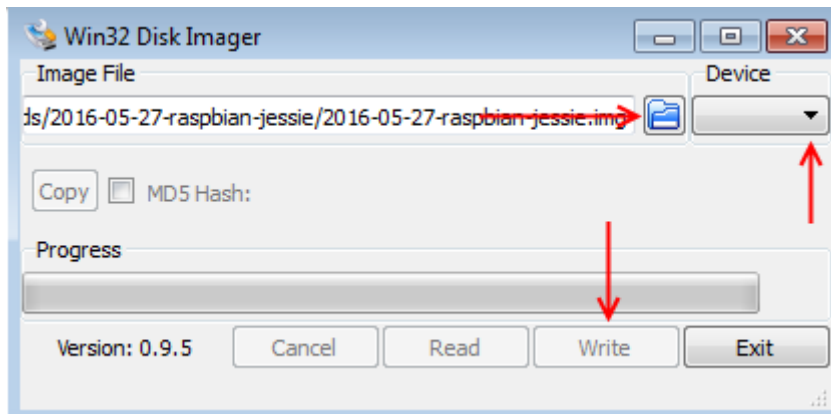 Win32 Disk Imager
Image File
Device
ds/2016-05-27-raspbian-jessie/2016-05-27-raspbian-jessie.img
Copy
MD5 Hash:
Progress
Version: 0.9.5
Cancel
Read
Write
Exit